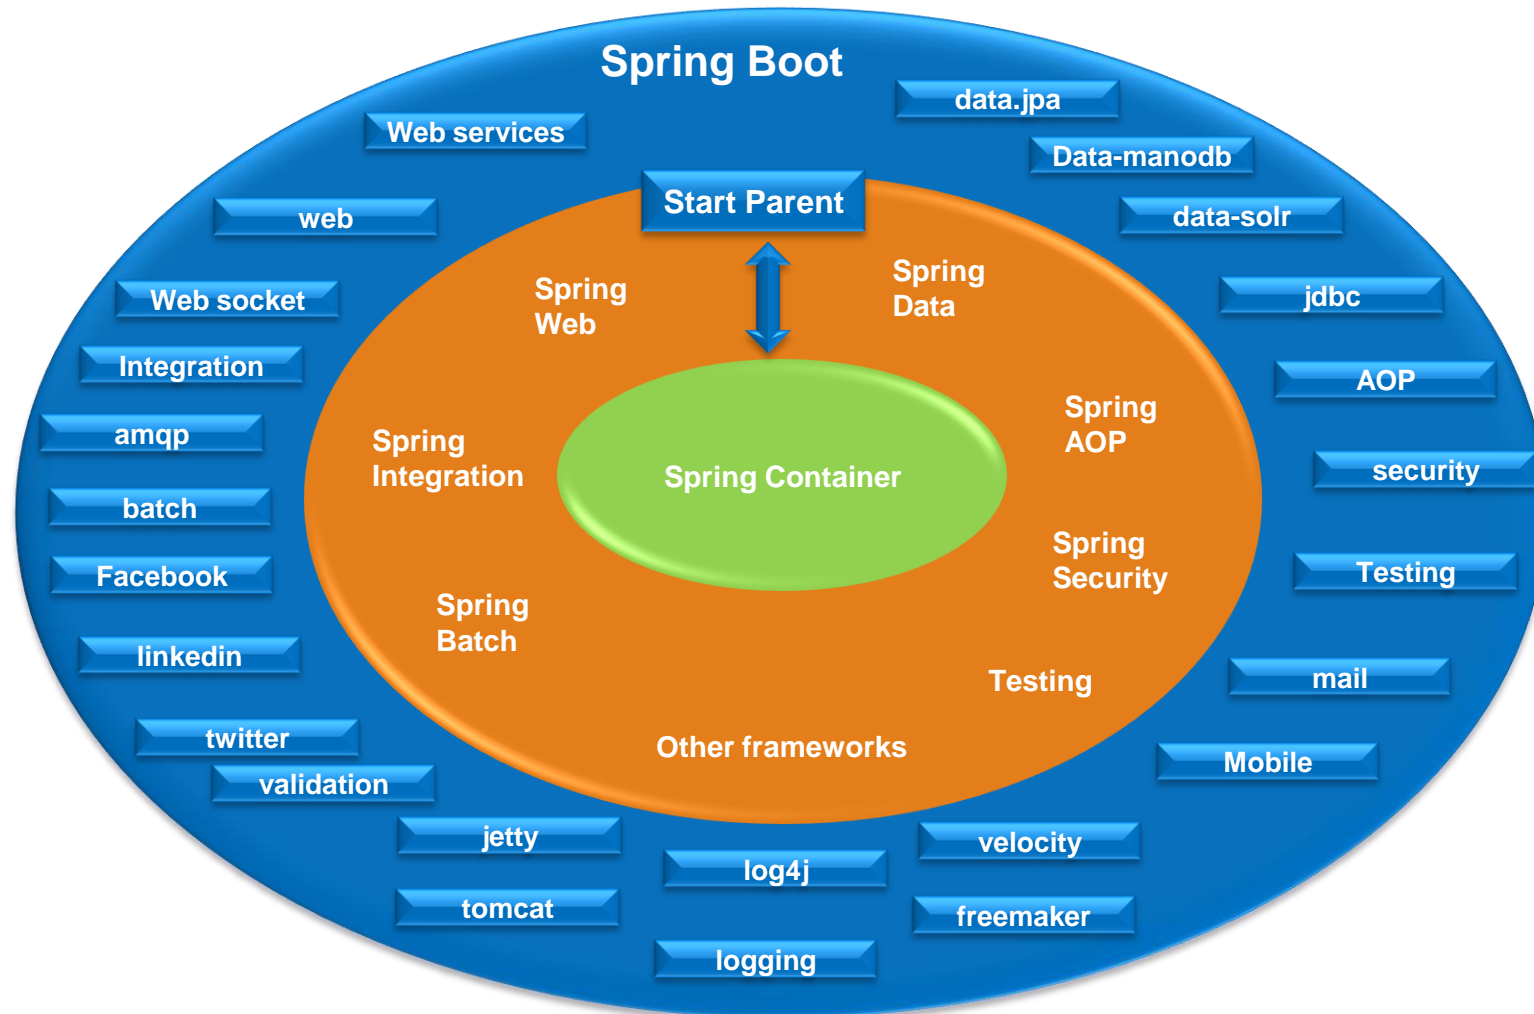 Spring Boot
data.jpa
Web services
Data-manodb
Start Parent
web
data-solr
Spring
Data
Spring
Web
Web socket
jdbc
Integration
AOP
Spring
AOP
amqp
Spring
Integration
Spring Container
security
batch
Spring
Security
Facebook
Testing
Spring
Batch
linkedin
Testing
mail
twitter
Other frameworks
Mobile
validation
jetty
velocity
log4j
tomcat
freemaker
logging